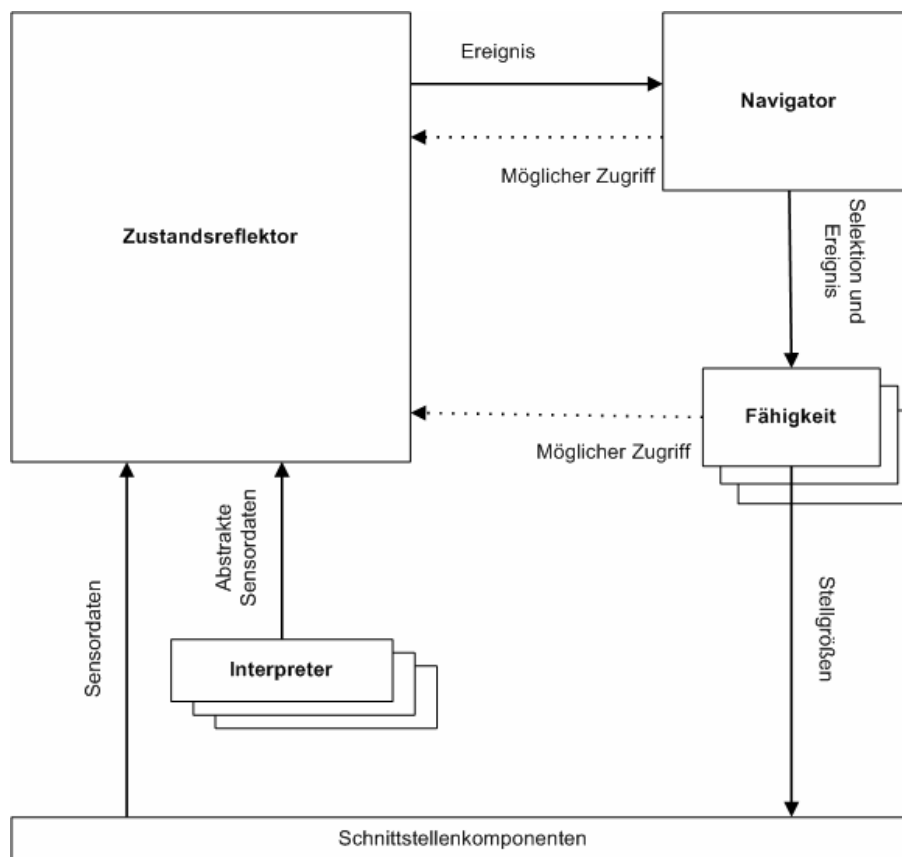 Ereignis
Navigator
Möglicher Zugriff
Zustandsreflektor
Selektion und
Ereignis
Fähigkeit
Möglicher Zugriff
Abstrakte
Sensordaten
Sensordaten
Stellgrößen
Interpreter
Schnittstellenkomponenten